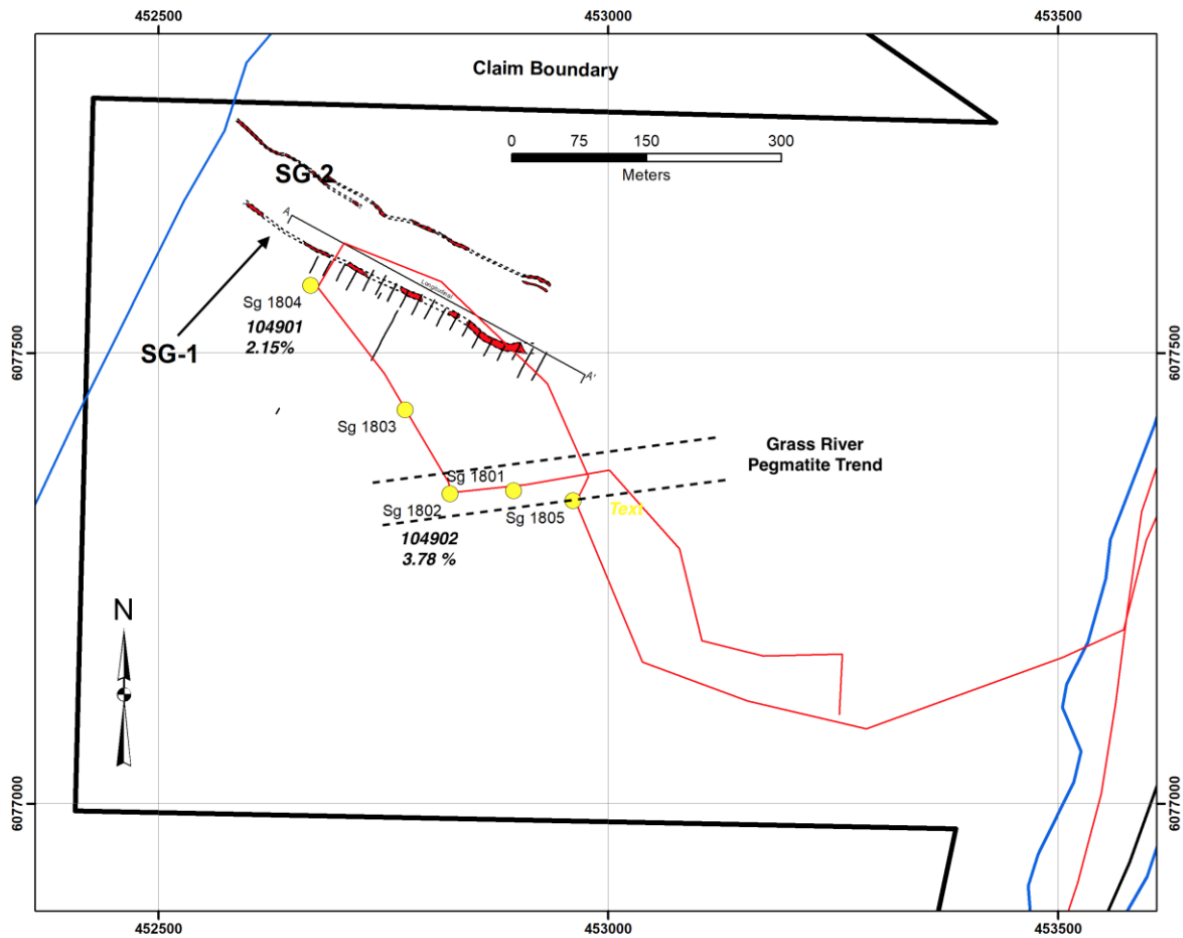 452500
453000
453500
Claim Boundary
0
75
150
300
Meters
SG-2
A
Longitudinal
Sg 1804
104901
2.15%
SG-1
A'
6077500
6077500
Sg 1803
Grass River
Pegmatite Trend
Sg 1801
Sg 1802
Sg 1805
Text
104902
3.78 %
N
6077000
6077000
452500
453000
453500